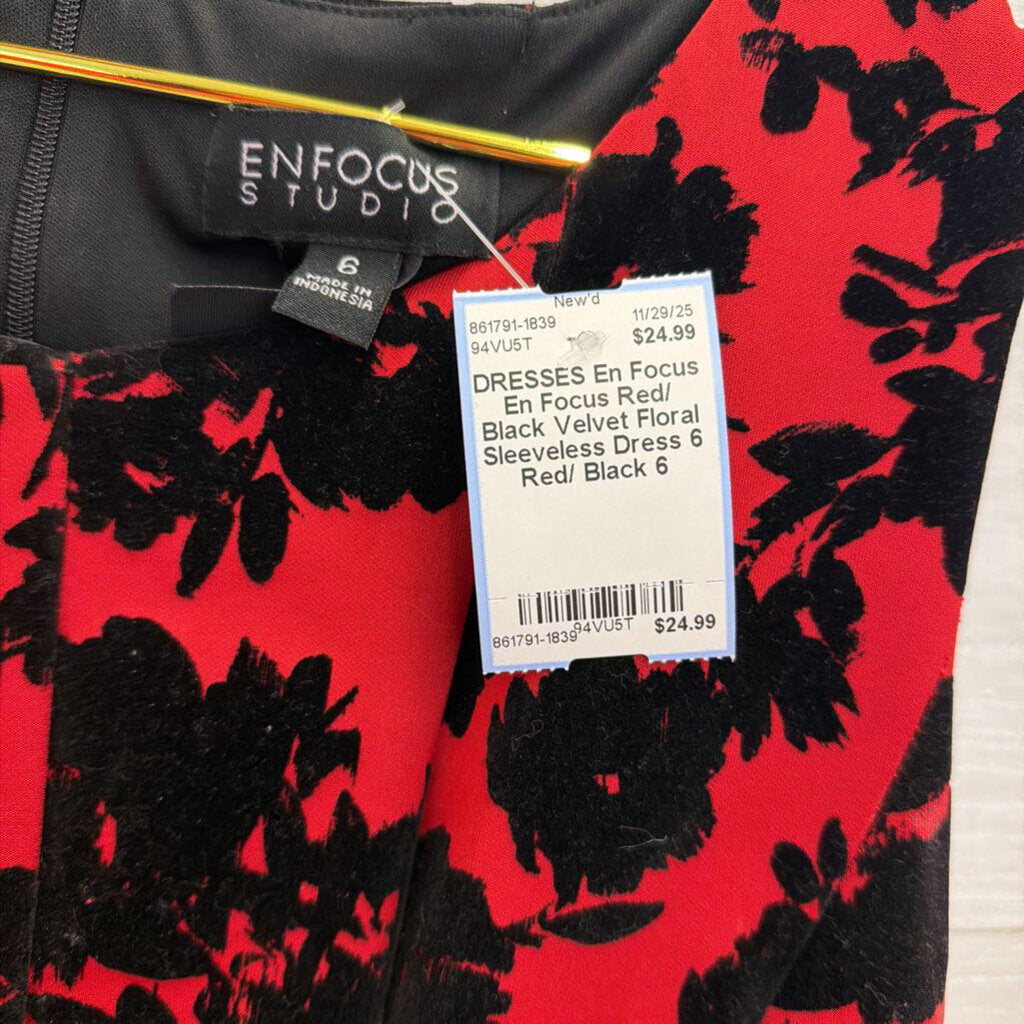 ENFOCUS
STUDIO
6
MADE IN
INDONESIA
New'd
861791-1839 11/29/25
94VU5T $24.99
DRESSES En Focus
En Focus Red/
Black Velvet Floral
Sleeveless Dress 6
Red/ Black 6
861791-1839 94VU5T $24.99